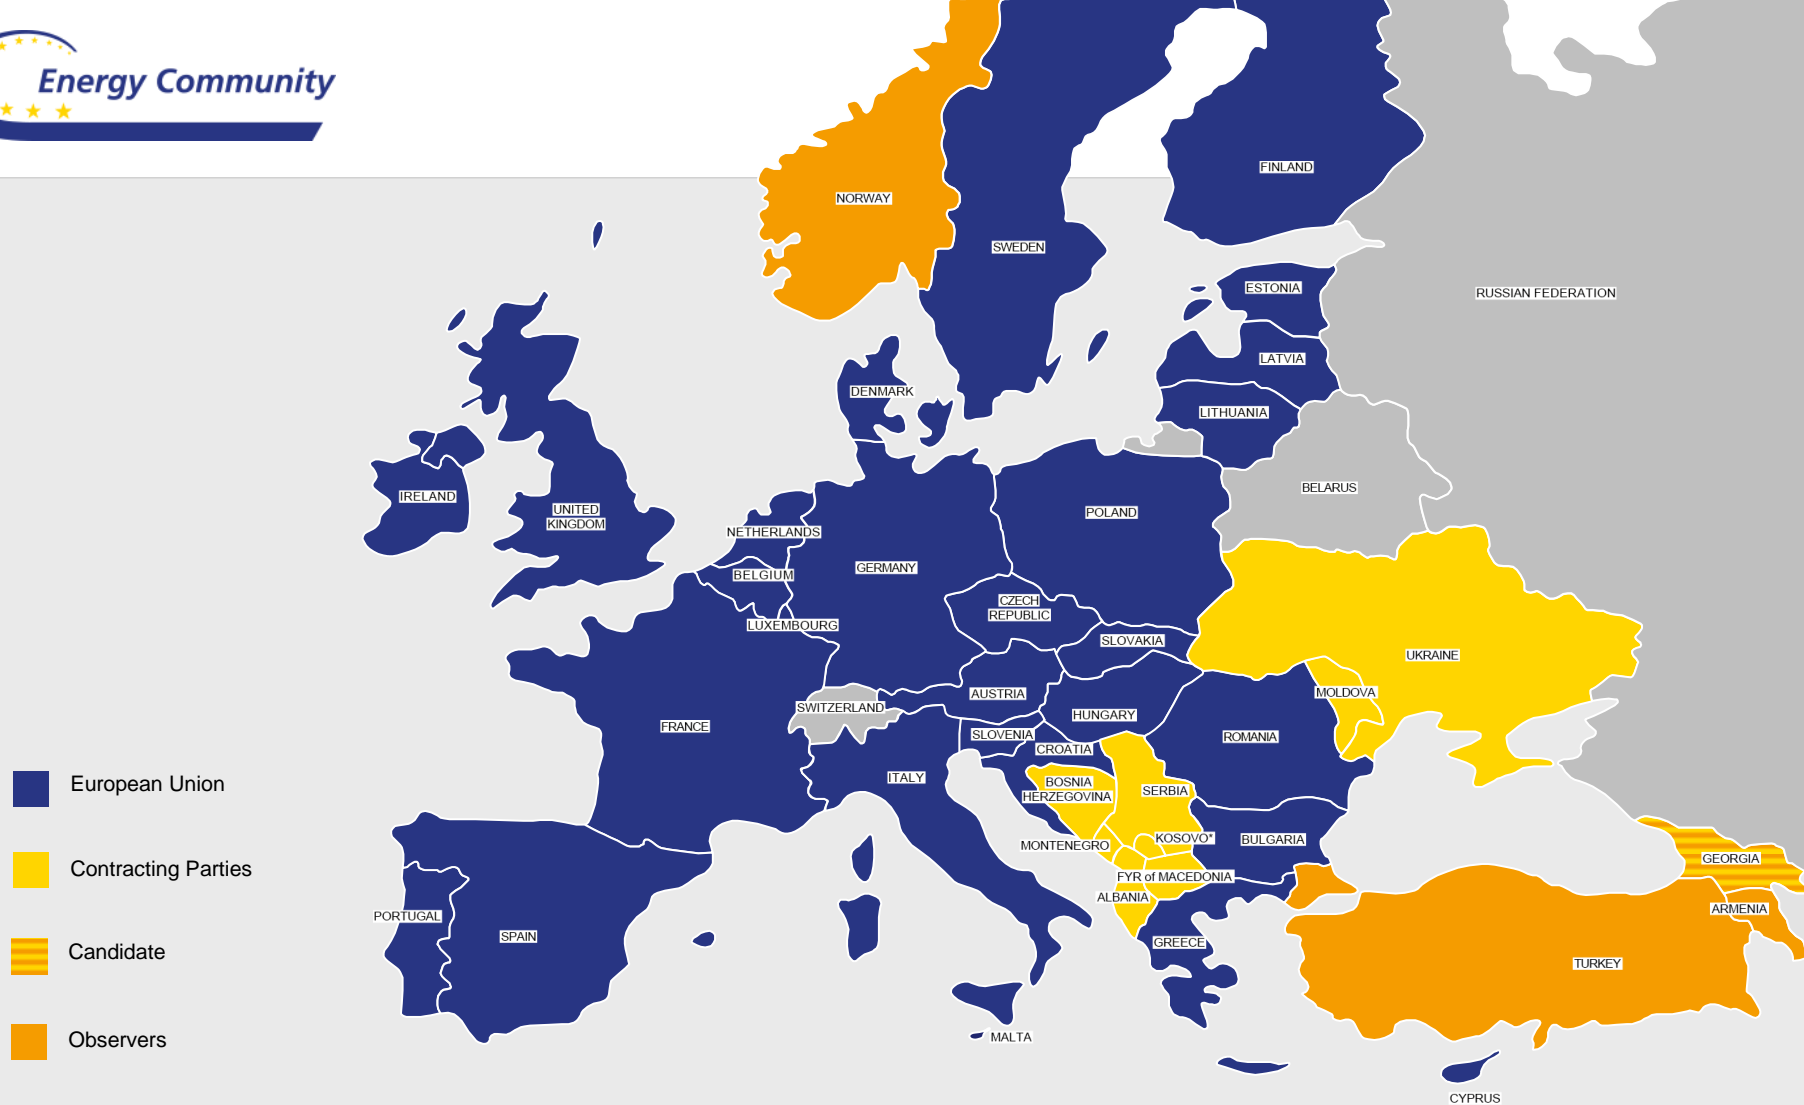 Energy Community
NORWAY
FINLAND
SWEDEN
ESTONIA
RUSSIAN FEDERATION
LATVIA
DENMARK
LITHUANIA
IRELAND
BELARUS
UNITED
KINGDOM
POLAND
NETHERLANDS
GERMANY
BELGIUM
CZECH
REPUBLIC
LUXEMBOURG
SLOVAKIA
UKRAINE
AUSTRIA
MOLDOVA
SWITZERLAND
HUNGARY
FRANCE
SLOVENIA
ROMANIA
CROATIA
ITALY
BOSNIA
HERZEGOVINA
SERBIA
European Union
KOSOVO*
BULGARIA
MONTENEGRO
GEORGIA
Contracting Parties
FYR of MACEDONIA
ALBANIA
ARMENIA
PORTUGAL
SPAIN
GREECE
Candidate
TURKEY
Observers
MALTA
CYPRUS